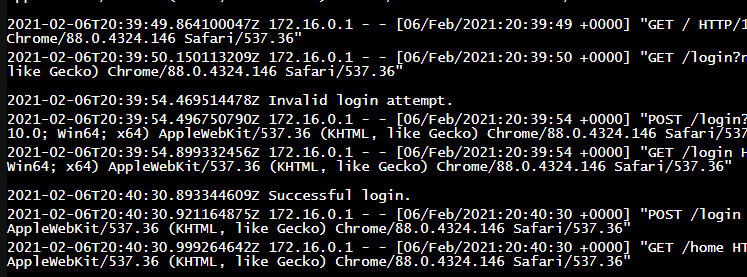 2021-02-06T20:39:49.864100047Z 172.16.0.1 - - [06/Feb/2021:20:39:49 +0000] "GET / HTTP/1
Chrome/88.0.4324.146 Safari/537.36"
2021-02-06T20:39:50.150113209Z 172.16.0.1 - - [06/Feb/2021:20:39:50 +0000] "GET /login?n
like Gecko) Chrome/88.0.4324.146 Safari/537.36"
2021-02-06T20:39:54.469514478Z Invalid login attempt.
2021-02-06T20:39:54.496750790Z 172.16.0.1 - - [06/Feb/2021:20:39:54 +0000] "POST /login?
10.0; Win64; x64) AppleWebKit/537.36 (KHTML, like Gecko) Chrome/88.0.4324.146 Safari/537
2021-02-06T20:39:54.899332456Z 172.16.0.1 - - [06/Feb/2021:20:39:54 +0000] "GET /login H
Win64; x64) AppleWebKit/537.36 (KHTML, like Gecko) Chrome/88.0.4324.146 Safari/537.36"
2021-02-06T20:40:30.893344609Z Successful login.
2021-02-06T20:40:30.921164875Z 172.16.0.1 - - [06/Feb/2021:20:40:30 +0000] "POST /login
AppleWebKit/537.36 (KHTML, like Gecko) Chrome/88.0.4324.146 Safari/537.36"
2021-02-06T20:40:30.999264642Z 172.16.0.1 - - [06/Feb/2021:20:40:30 +0000] "GET /home HT
AppleWebKit/537.36 (KHTML, like Gecko) Chrome/88.0.4324.146 Safari/537.36"